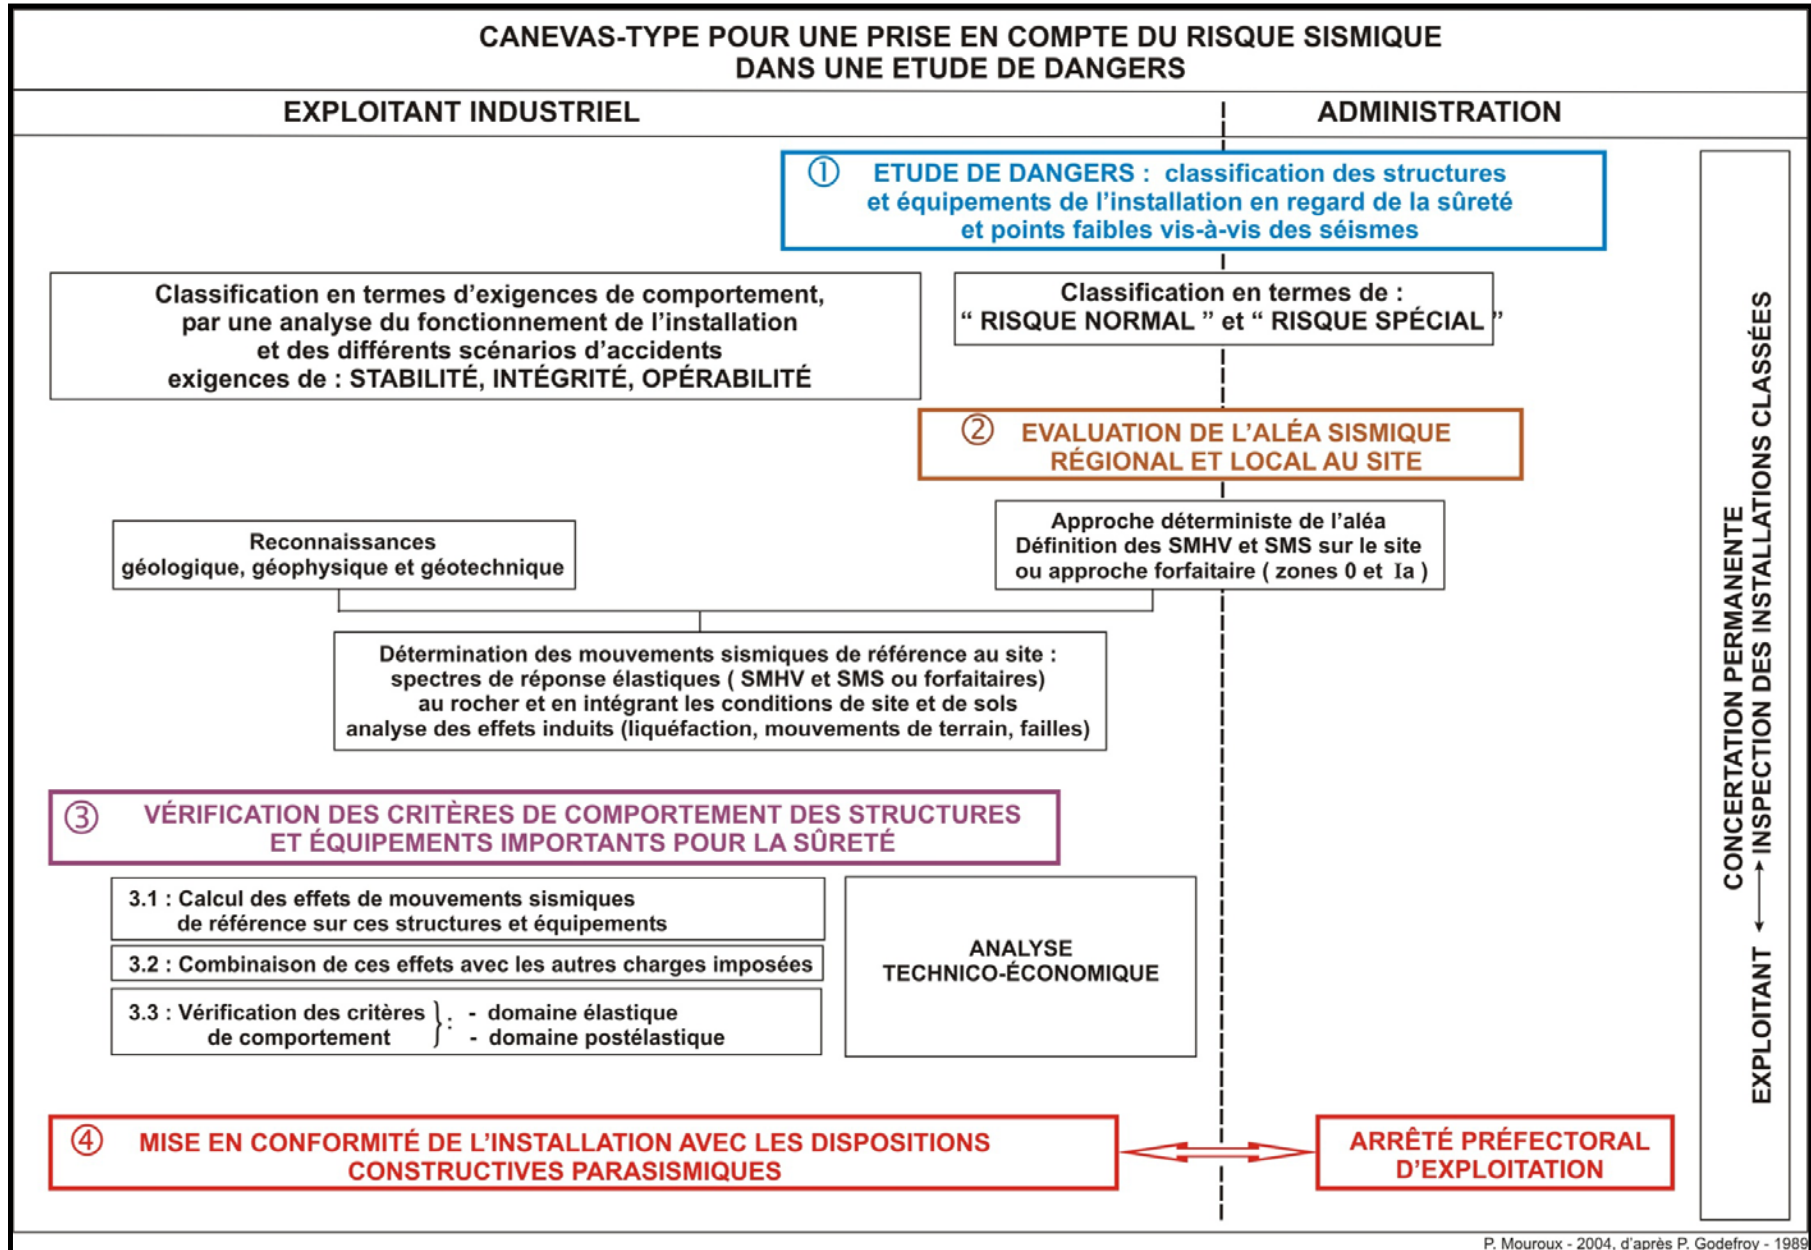 CANEVAS-TYPE POUR UNE PRISE EN COMPTE DU RISQUE SISMIQUE
DANS UNE ETUDE DE DANGERS
EXPLOITANT INDUSTRIEL
ADMINISTRATION
① ETUDE DE DANGERS : classification des structures
et équipements de l'installation en regard de la sûreté
et points faibles vis-à-vis des séismes
Classification en termes d'exigences de comportement,
par une analyse du fonctionnement de l'installation
et des différents scénarios d'accidents
exigences de : STABILITÉ, INTÉGRITÉ, OPÉRABILITÉ
Classification en termes de :
“ RISQUE NORMAL ” et “ RISQUE SPÉCIAL ”
② EVALUATION DE L'ALÉA SISMIQUE
RÉGIONAL ET LOCAL AU SITE
Reconnaissances
géologique, géophysique et géotechnique
Approche déterministe de l'aléa
Définition des SMHV et SMS sur le site
ou approche forfaitaire ( zones 0 et Ia )
Détermination des mouvements sismiques de référence au site :
spectres de réponse élastiques ( SMHV et SMS ou forfaitaires)
au rocher et en intégrant les conditions de site et de sols
analyse des effets induits (liquéfaction, mouvements de terrain, failles)
③ VÉRIFICATION DES CRITÈRES DE COMPORTEMENT DES STRUCTURES
ET ÉQUIPEMENTS IMPORTANTS POUR LA SÛRETÉ
3.1 : Calcul des effets de mouvements sismiques
de référence sur ces structures et équipements
3.2 : Combinaison de ces effets avec les autres charges imposées
3.3 : Vérification des critères } : - domaine élastique
de comportement - domaine postélastique
ANALYSE
TECHNICO-ÉCONOMIQUE
④ MISE EN CONFORMITÉ DE L'INSTALLATION AVEC LES DISPOSITIONS
CONSTRUCTIVES PARASISMIQUES
ARRÊTÉ PRÉFECTORAL
D'EXPLOITATION
CONCERTATION PERMANENTE
EXPLOITANT ↔ INSPECTION DES INSTALLATIONS CLASSÉES
P. Mouroux - 2004, d'après P. Godefroy - 1989